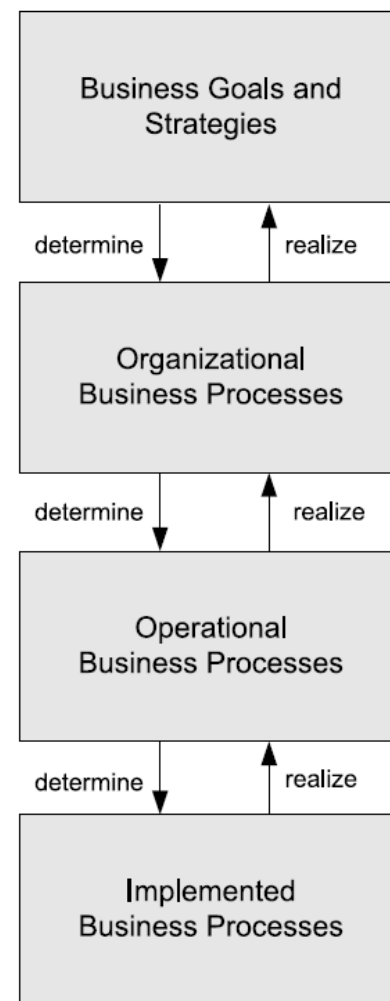 Business Goals and
Strategies
determine
realize
Organizational
Business Processes
determine
realize
Operational
Business Processes
determine
realize
Implemented
Business Processes